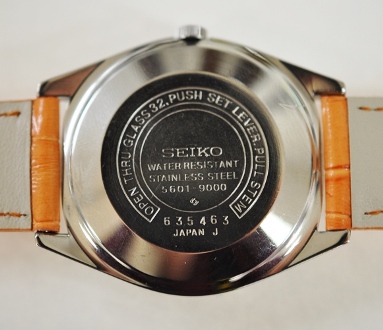 OPEN THRU GLASS 32, PUSH SET LEVER, PULL STEM
SEIKO
WATER RESISTANT
STAINLESS STEEL
5601-9000
635463
JAPAN J